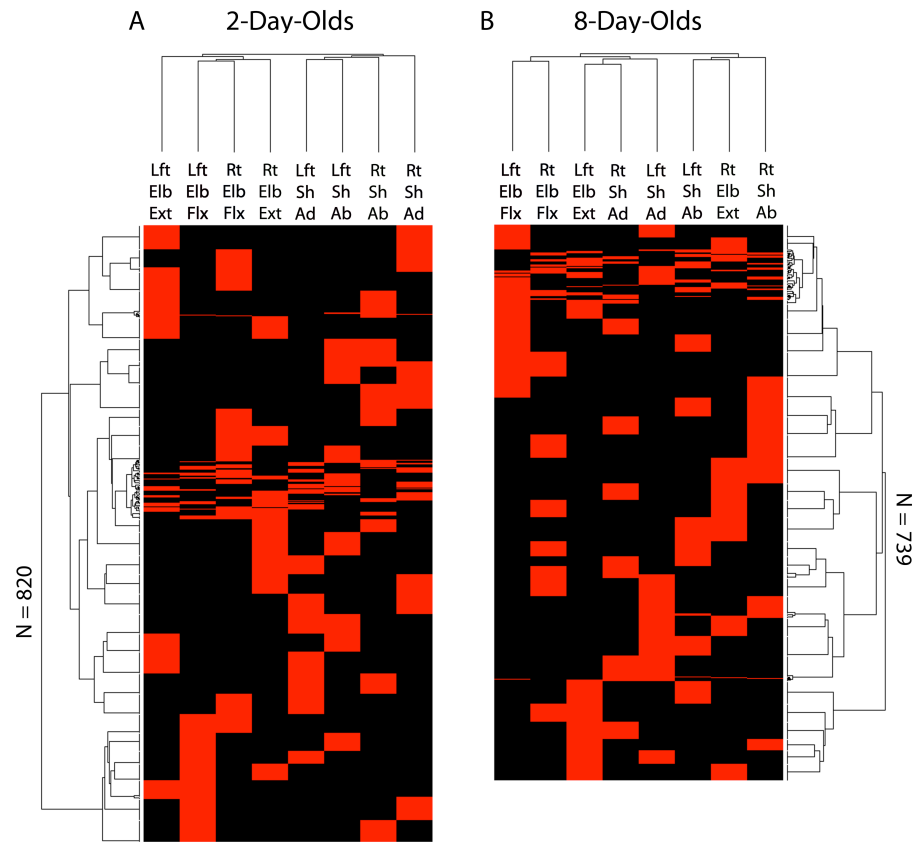 A 2-Day-Olds B 8-Day-Olds
Lft Lft Rt Rt Lft Lft Rt Rt
Elb Elb Elb Elb Sh Sh Sh Sh
Ext Flx Flx Ext Ad Ab Ab Ad
Lft Rt Lft Rt Lft Lft Rt Rt
Elb Elb Elb Sh Sh Sh Elb Sh
Flx Flx Ext Ad Ad Ab Ext Ab
N = 820
N = 739